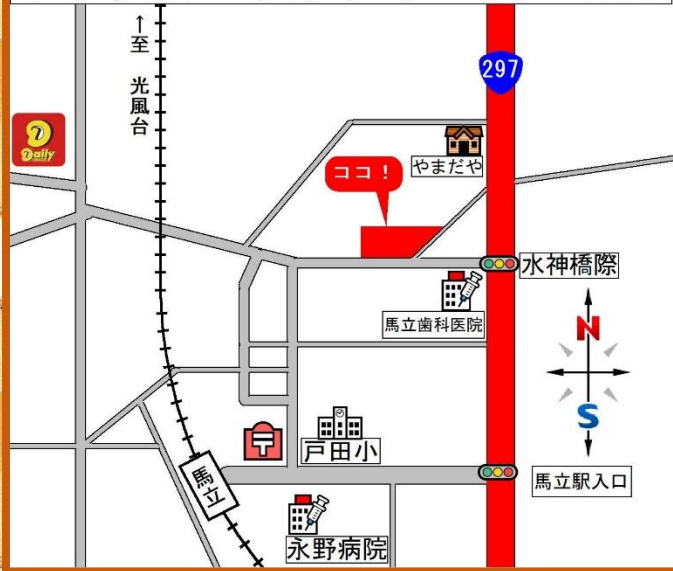 ↑至 光風台
297
Daily
やまだや
ココ！
水神橋際
馬立歯科医院
N
S
〒
戸田小
馬立
馬立駅入口
永野病院